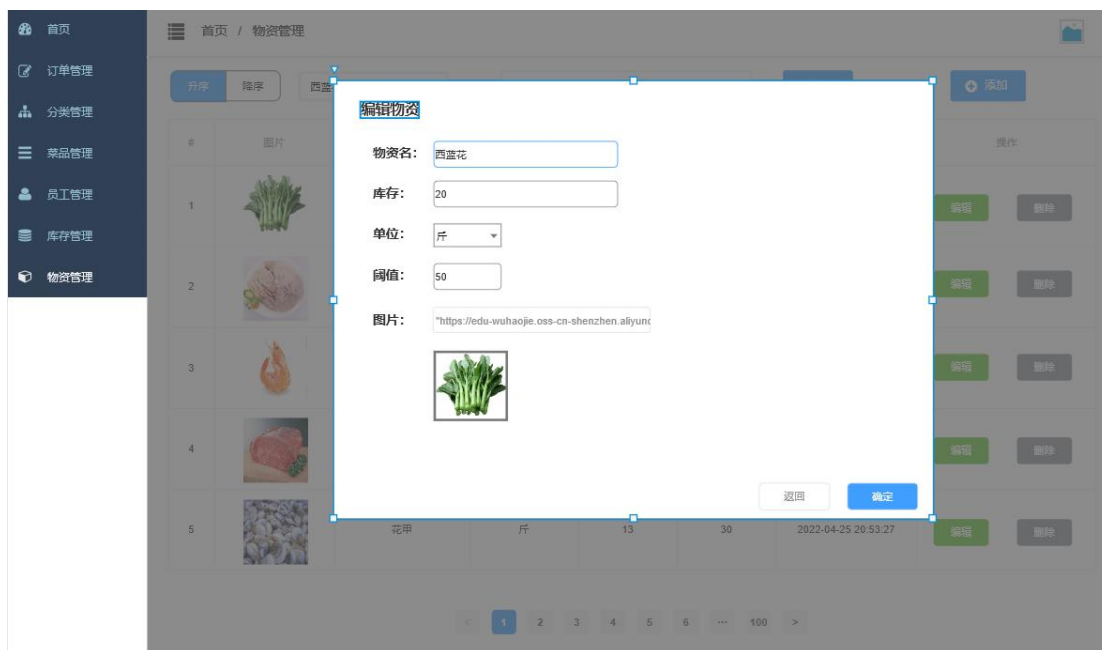 首页
首页 / 物资管理
订单管理
分类管理
菜品管理
员工管理
库存管理
物资管理
升序
降序
西蓝
添加
#
图片
操作
1
编辑
删除
2
编辑
删除
3
编辑
删除
4
编辑
删除
5
花甲
斤
13
30
2022-04-25 20:53:27
编辑
删除
编辑物资
物资名：
西蓝花
库存：
20
单位：
斤
阈值：
50
图片：
"https://edu-wuhaojie.oss-cn-shenzhen.aliyunc
返回
确定
< 1 2 3 4 5 6 ··· 100 >